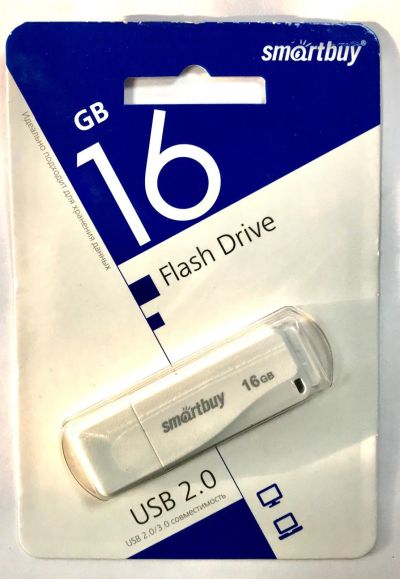 smartbuy®
GB
16
Идеально подходит для хранения данных
Flash Drive
smartbuy
16GB
USB 2.0
USB 2.0/3.0 совместимость